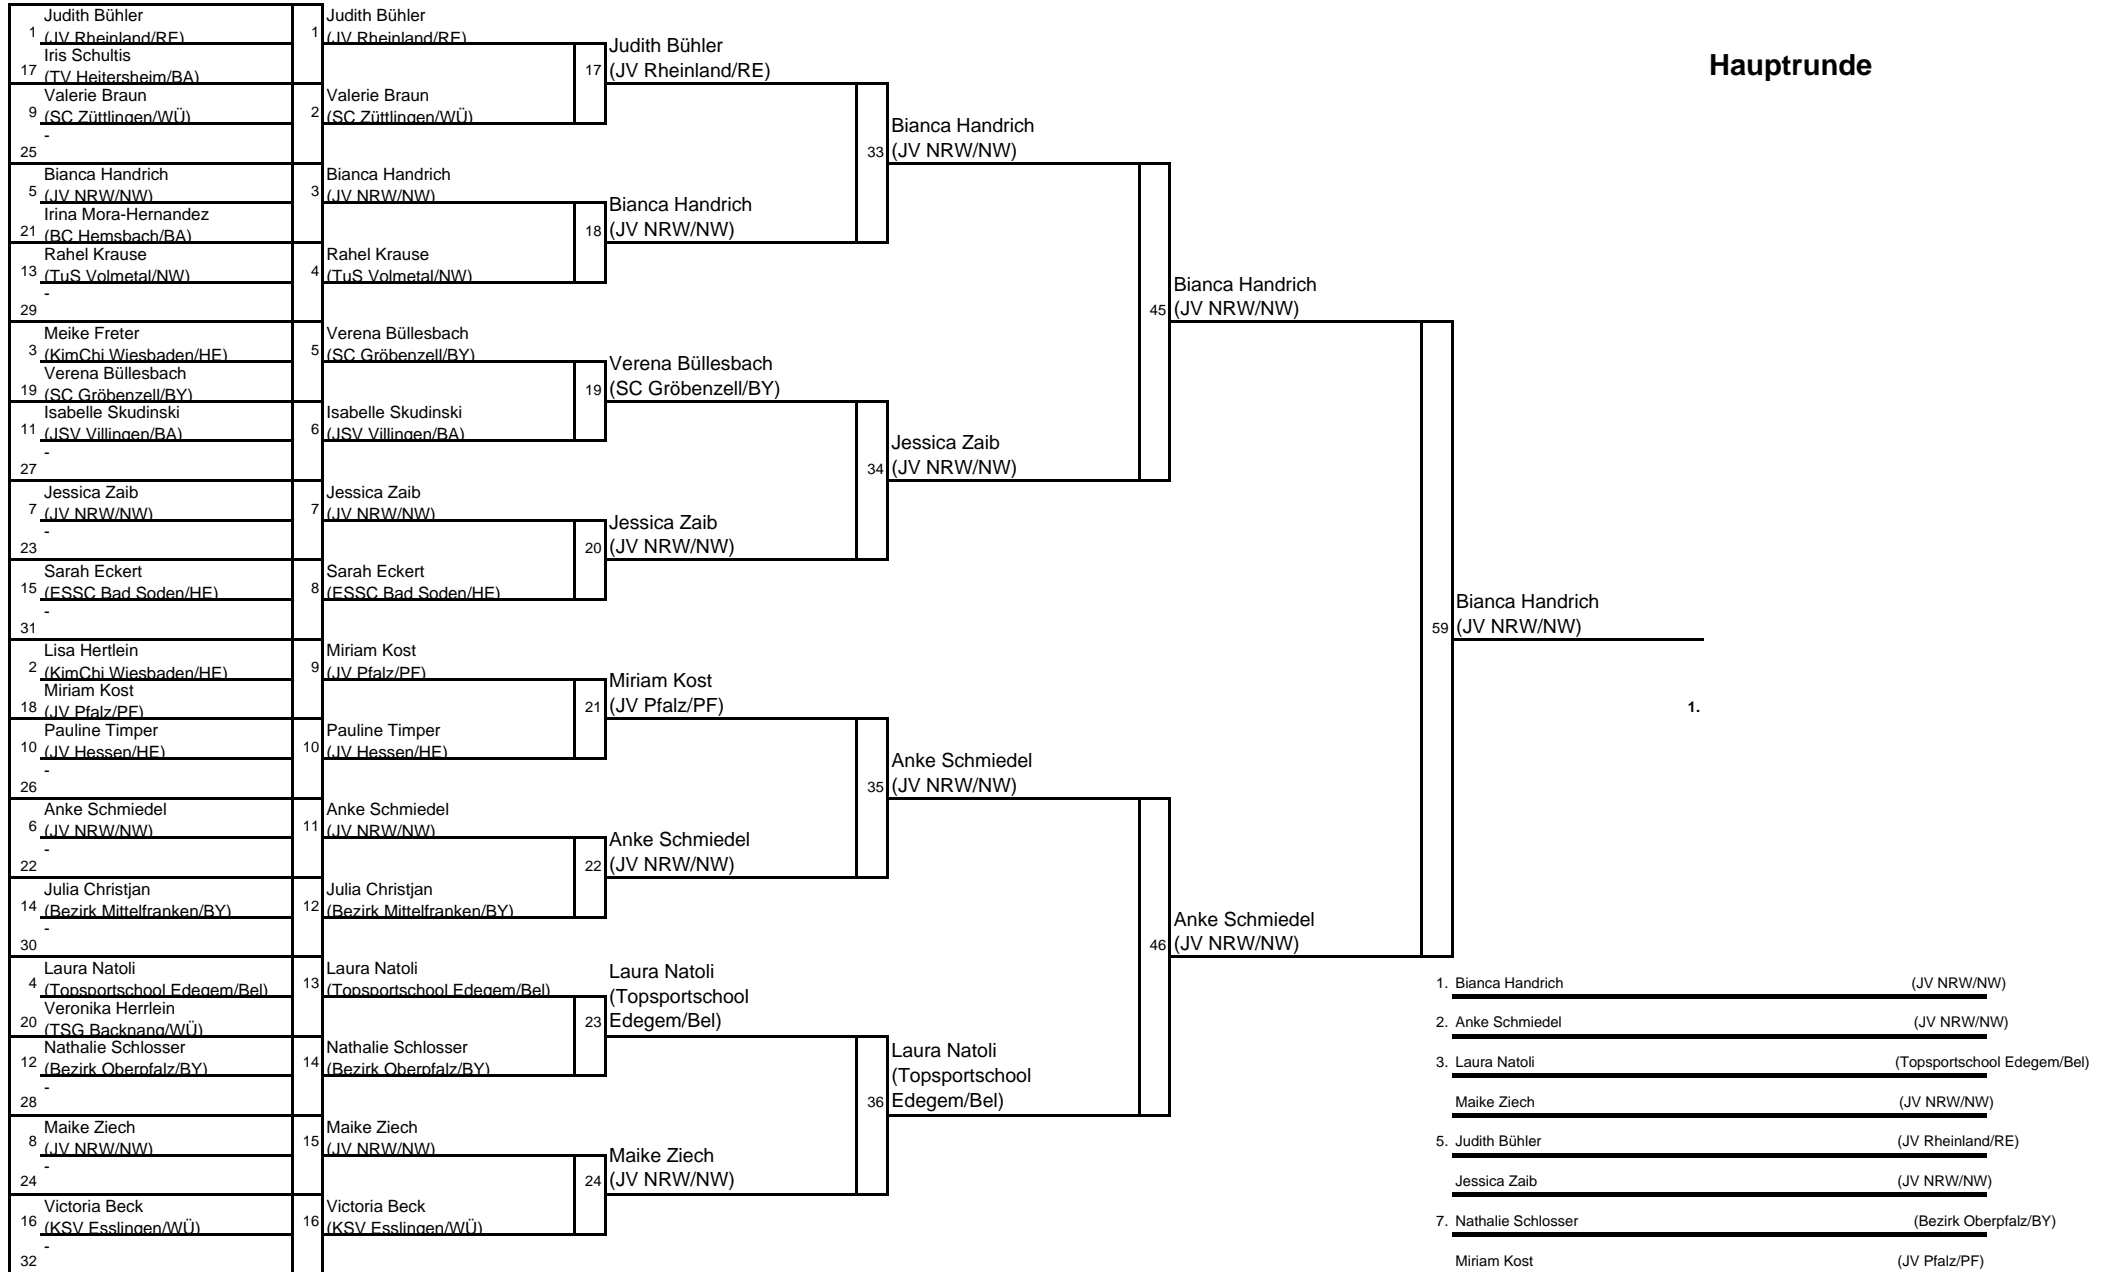 Hauptrunde
1 Judith Bühler
(JV Rheinland/RE)
17 Iris Schultis
(TV Heitersheim/BA)
9 Valerie Braun
(SC Züttlingen/WÜ)
25 -
5 Bianca Handrich
(JV NRW/NW)
21 Irina Mora-Hernandez
(BC Hemsbach/BA)
13 Rahel Krause
(TuS Volmetal/NW)
29 -
3 Meike Freter
(KimChi Wiesbaden/HE)
19 Verena Büllesbach
(SC Gröbenzell/BY)
11 Isabelle Skudinski
(JSV Villingen/BA)
27 -
7 Jessica Zaib
(JV NRW/NW)
23 -
15 Sarah Eckert
(ESSC Bad Soden/HE)
31 -
2 Lisa Hertlein
(KimChi Wiesbaden/HE)
18 Miriam Kost
(JV Pfalz/PF)
10 Pauline Timper
(JV Hessen/HE)
26 -
6 Anke Schmiedel
(JV NRW/NW)
22 -
14 Julia Christjan
(Bezirk Mittelfranken/BY)
30 -
4 Laura Natoli
(Topsportschool Edegem/Bel)
20 Veronika Herrlein
(TSG Backnang/WÜ)
12 Nathalie Schlosser
(Bezirk Oberpfalz/BY)
28 -
8 Maike Ziech
(JV NRW/NW)
24 -
16 Victoria Beck
(KSV Esslingen/WÜ)
32 -
1 Judith Bühler
(JV Rheinland/RE)
2 Valerie Braun
(SC Züttlingen/WÜ)
3 Bianca Handrich
(JV NRW/NW)
4 Rahel Krause
(TuS Volmetal/NW)
5 Verena Büllesbach
(SC Gröbenzell/BY)
6 Isabelle Skudinski
(JSV Villingen/BA)
7 Jessica Zaib
(JV NRW/NW)
8 Sarah Eckert
(ESSC Bad Soden/HE)
9 Miriam Kost
(JV Pfalz/PF)
10 Pauline Timper
(JV Hessen/HE)
11 Anke Schmiedel
(JV NRW/NW)
12 Julia Christjan
(Bezirk Mittelfranken/BY)
13 Laura Natoli
(Topsportschool Edegem/Bel)
14 Nathalie Schlosser
(Bezirk Oberpfalz/BY)
15 Maike Ziech
(JV NRW/NW)
16 Victoria Beck
(KSV Esslingen/WÜ)
Judith Bühler
17 (JV Rheinland/RE)
Bianca Handrich
18 (JV NRW/NW)
Verena Büllesbach
19 (SC Gröbenzell/BY)
Jessica Zaib
20 (JV NRW/NW)
Miriam Kost
21 (JV Pfalz/PF)
Anke Schmiedel
22 (JV NRW/NW)
Laura Natoli
(Topsportschool
23 Edegem/Bel)
Maike Ziech
24 (JV NRW/NW)
Bianca Handrich
33 (JV NRW/NW)
Jessica Zaib
34 (JV NRW/NW)
Anke Schmiedel
35 (JV NRW/NW)
Laura Natoli
(Topsportschool
36 Edegem/Bel)
Bianca Handrich
45 (JV NRW/NW)
Anke Schmiedel
46 (JV NRW/NW)
Bianca Handrich
59 (JV NRW/NW)
1.
1. Bianca Handrich (JV NRW/NW)
2. Anke Schmiedel (JV NRW/NW)
3. Laura Natoli (Topsportschool Edegem/Bel)
Maike Ziech (JV NRW/NW)
5. Judith Bühler (JV Rheinland/RE)
Jessica Zaib (JV NRW/NW)
7. Nathalie Schlosser (Bezirk Oberpfalz/BY)
Miriam Kost (JV Pfalz/PF)